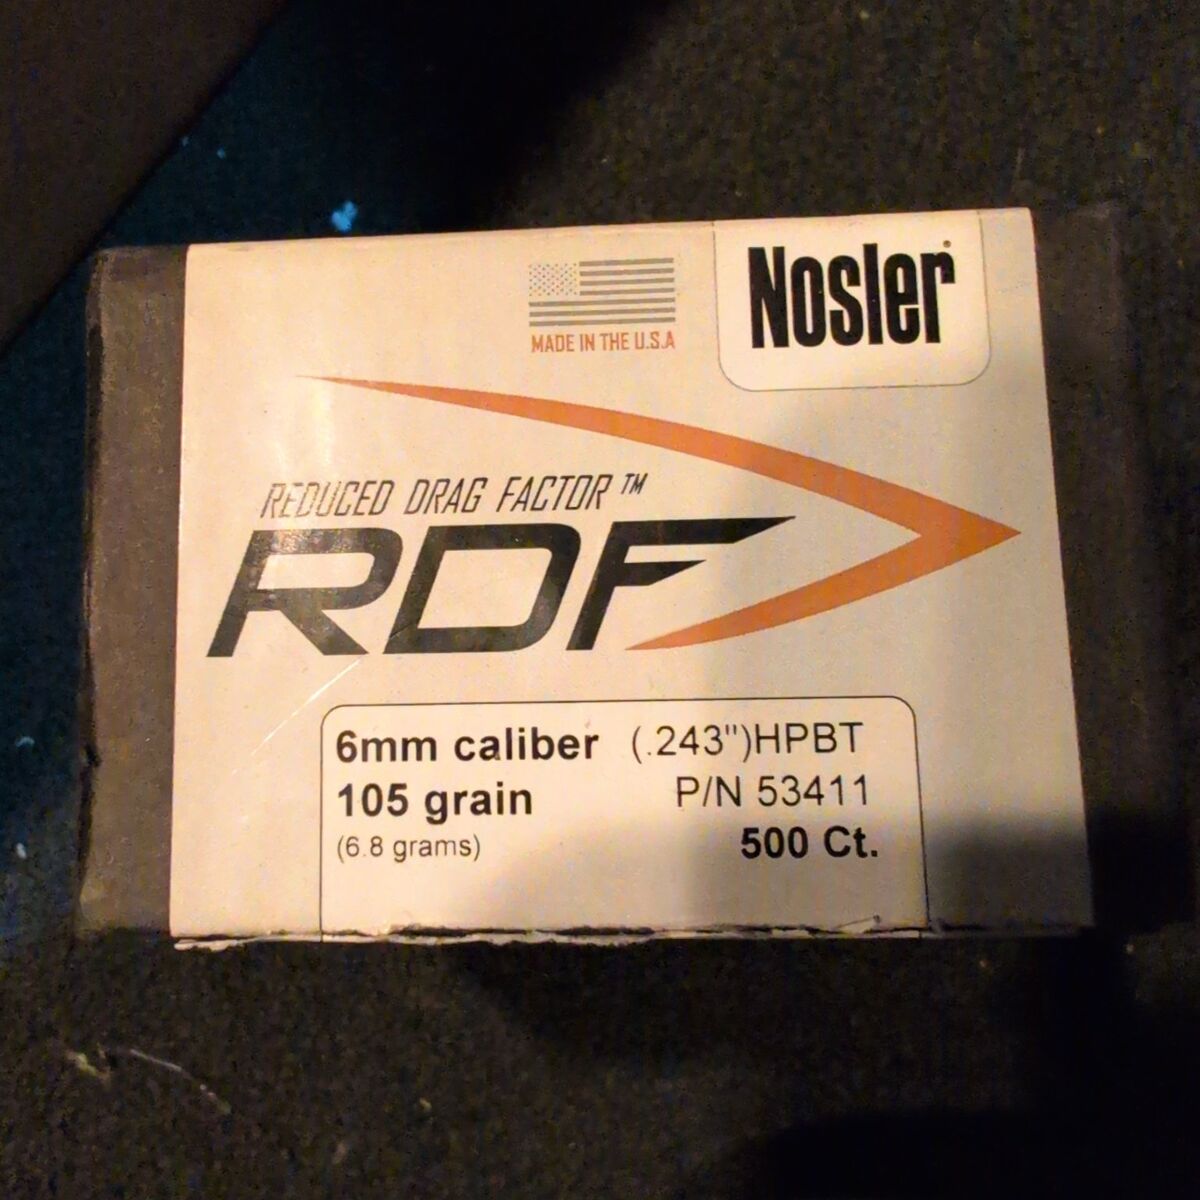 Nosler®
MADE IN THE U.S.A
REDUCED DRAG FACTOR™
RDF
6mm caliber (.243")HPBT
105 grain P/N 53411
(6.8 grams) 500 Ct.